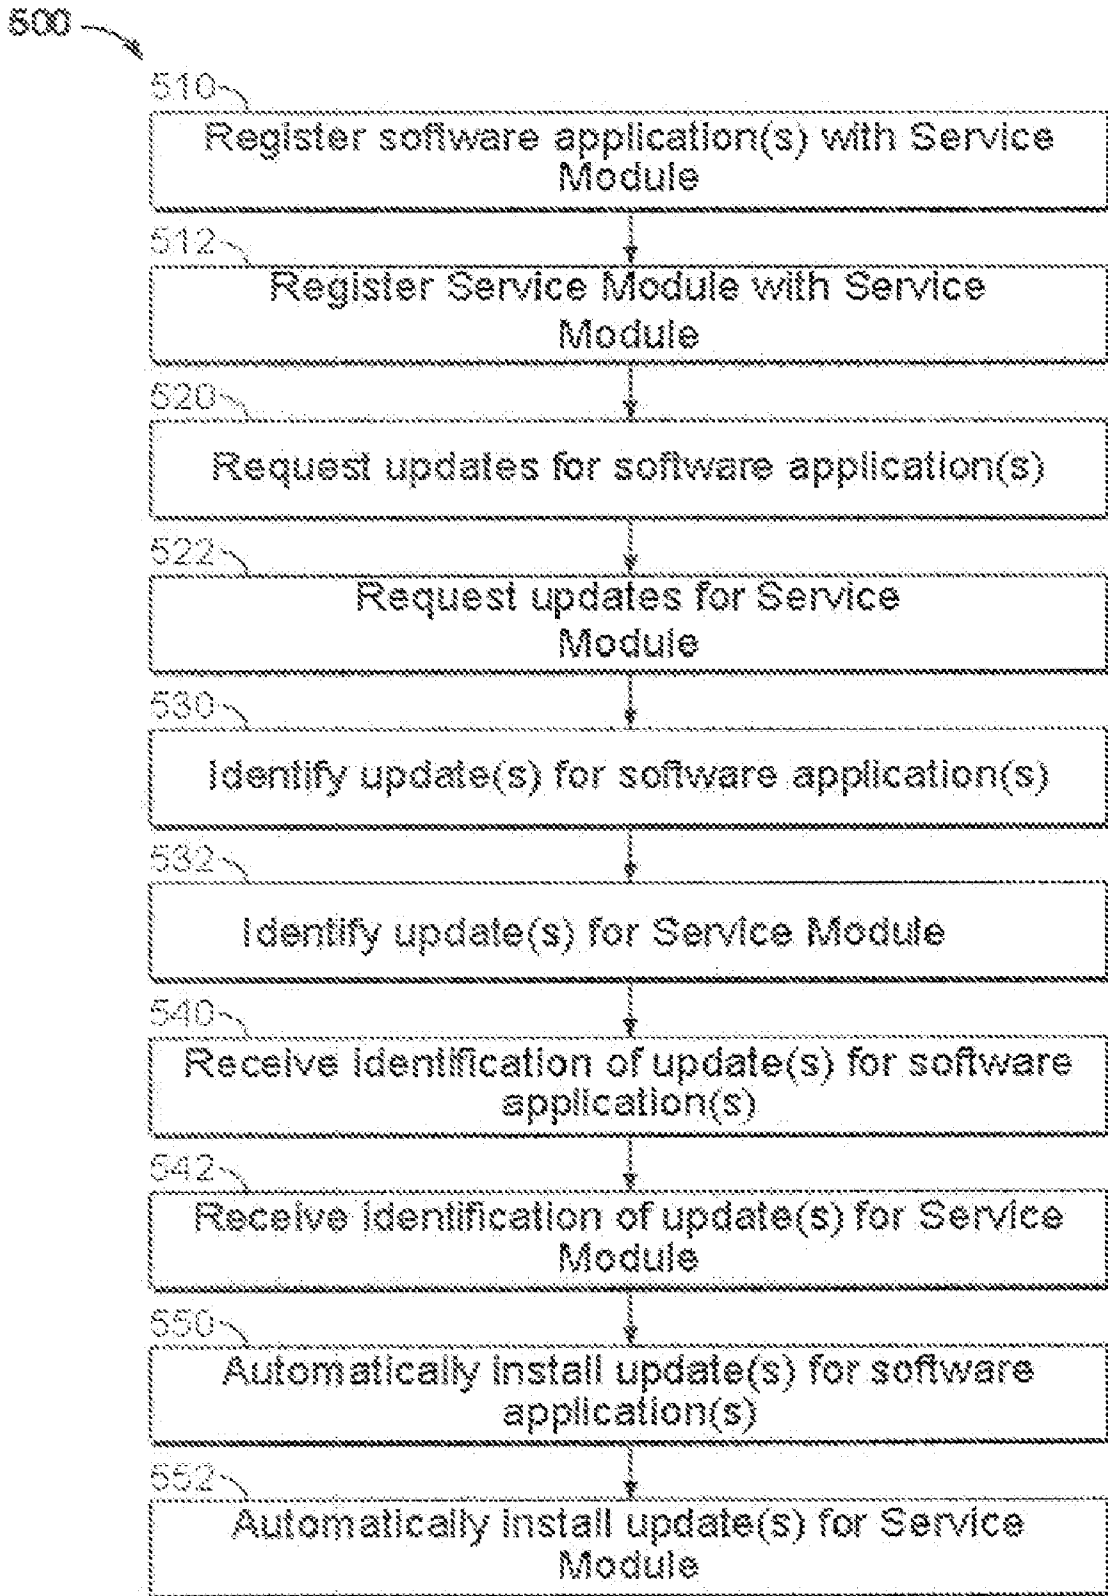 500
510
Register software application(s) with Service
Module
512
Register Service Module with Service
Module
520
Request updates for software application(s)
522
Request updates for Service
Module
530
Identify update(s) for software application(s)
532
Identify update(s) for Service Module
540
Receive identification of update(s) for software
application(s)
542
Receive identification of update(s) for Service
Module
550
Automatically install update(s) for software
application(s)
552
Automatically install update(s) for Service
Module